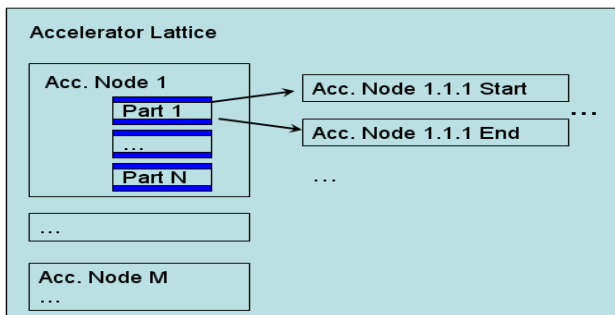 Accelerator Lattice
Acc. Node 1
Part 1
...
Part N
Acc. Node 1.1.1 Start
...
Acc. Node 1.1.1 End
...
...
Acc. Node M
...